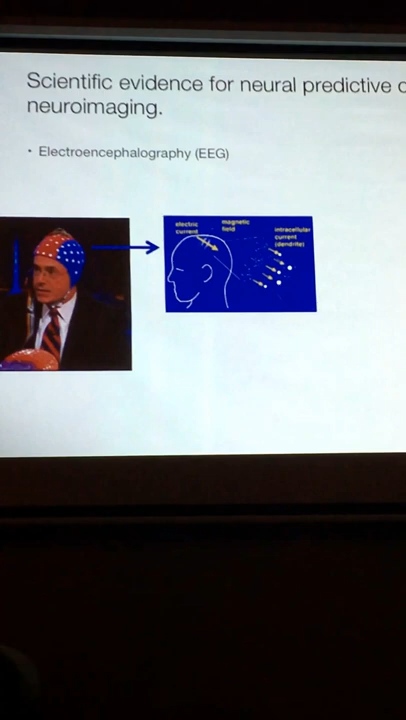 Scientific evidence for neural predictive
neuroimaging.
• Electroencephalography (EEG)
electric
current
magnetic
field
intracellular
current
(dendrite)